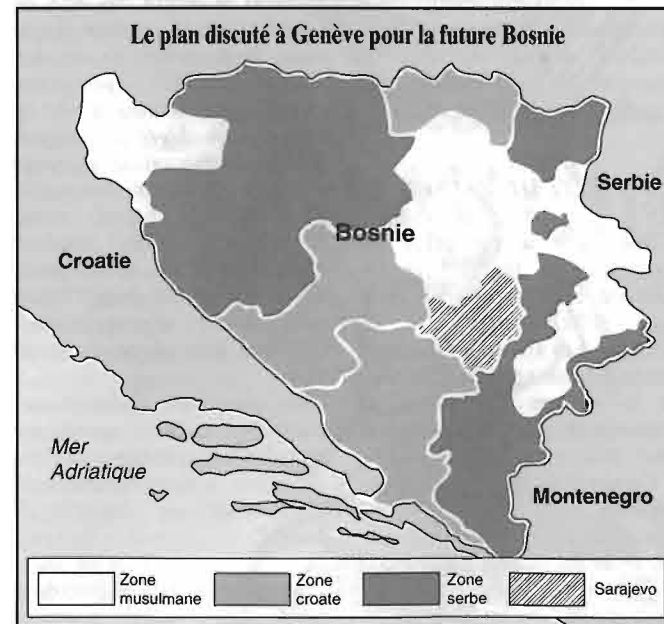 Le plan discuté à Genève pour la future Bosnie
Serbie
Bosnie
Croatie
Mer
Adriatique
Montenegro
Zone
musulmane
Zone
croate
Zone
serbe
Sarajevo